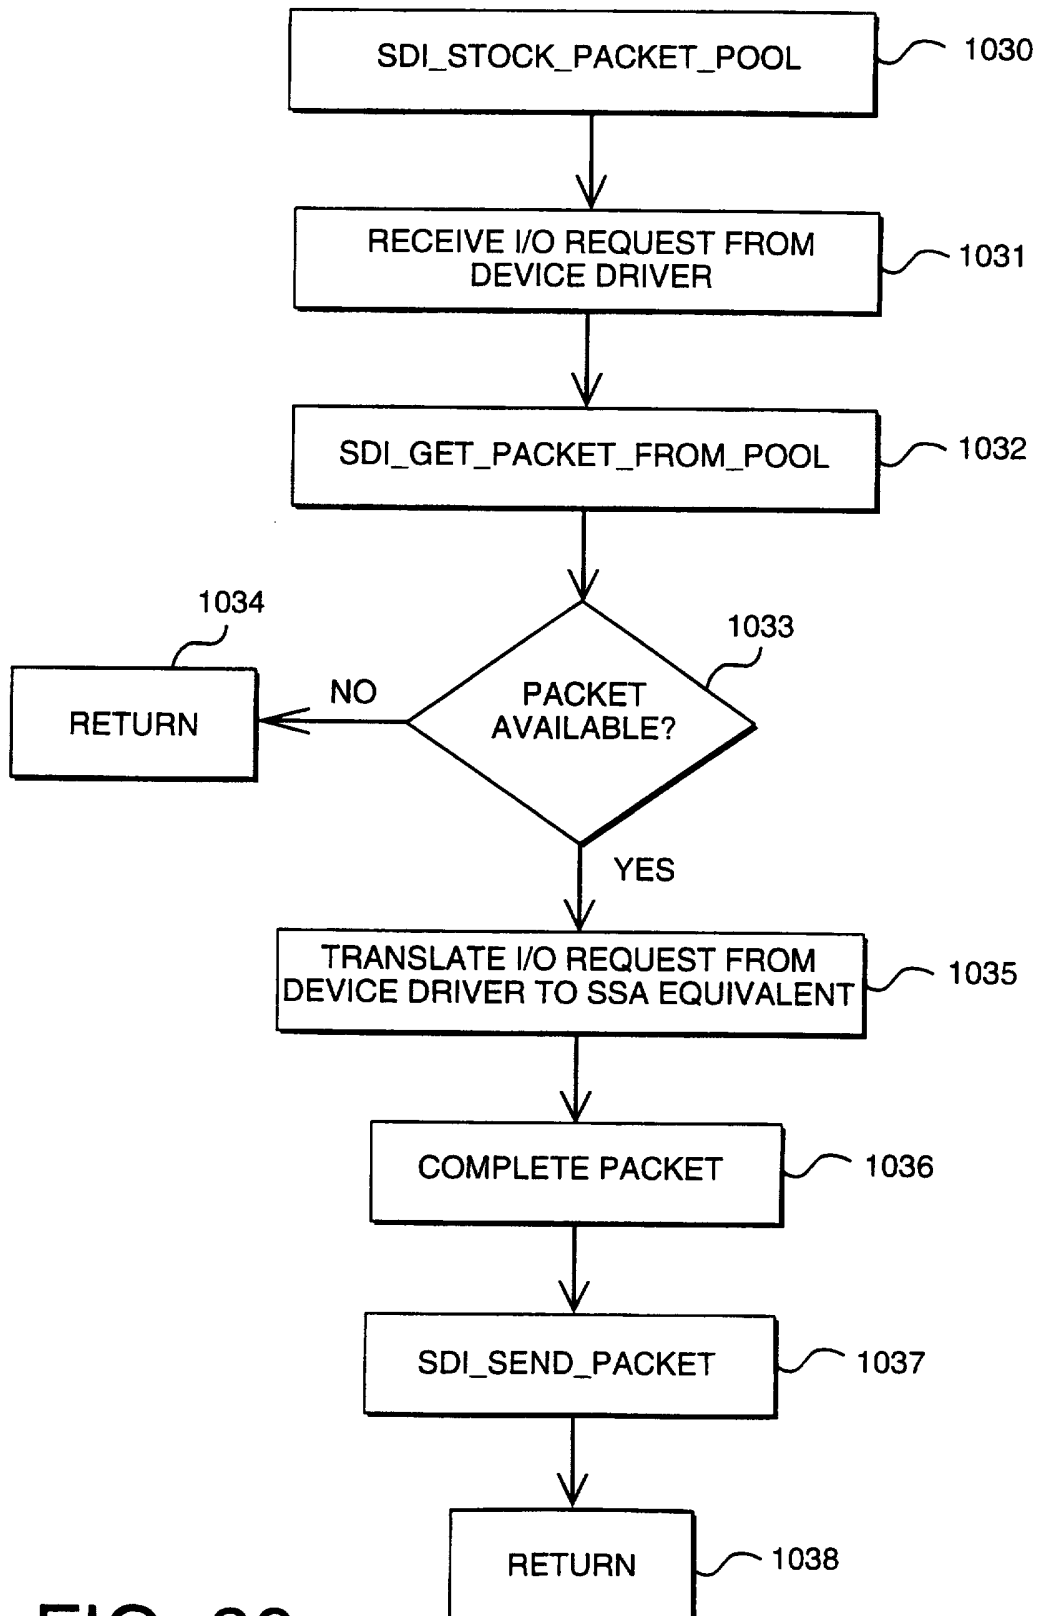 SDI_STOCK_PACKET_POOL
1030
RECEIVE I/O REQUEST FROM
DEVICE DRIVER
1031
SDI_GET_PACKET_FROM_POOL
1032
1034
1033
RETURN
NO
PACKET
AVAILABLE?
YES
TRANSLATE I/O REQUEST FROM
DEVICE DRIVER TO SSA EQUIVALENT
1035
COMPLETE PACKET
1036
SDI_SEND_PACKET
1037
RETURN
1038
FIG.